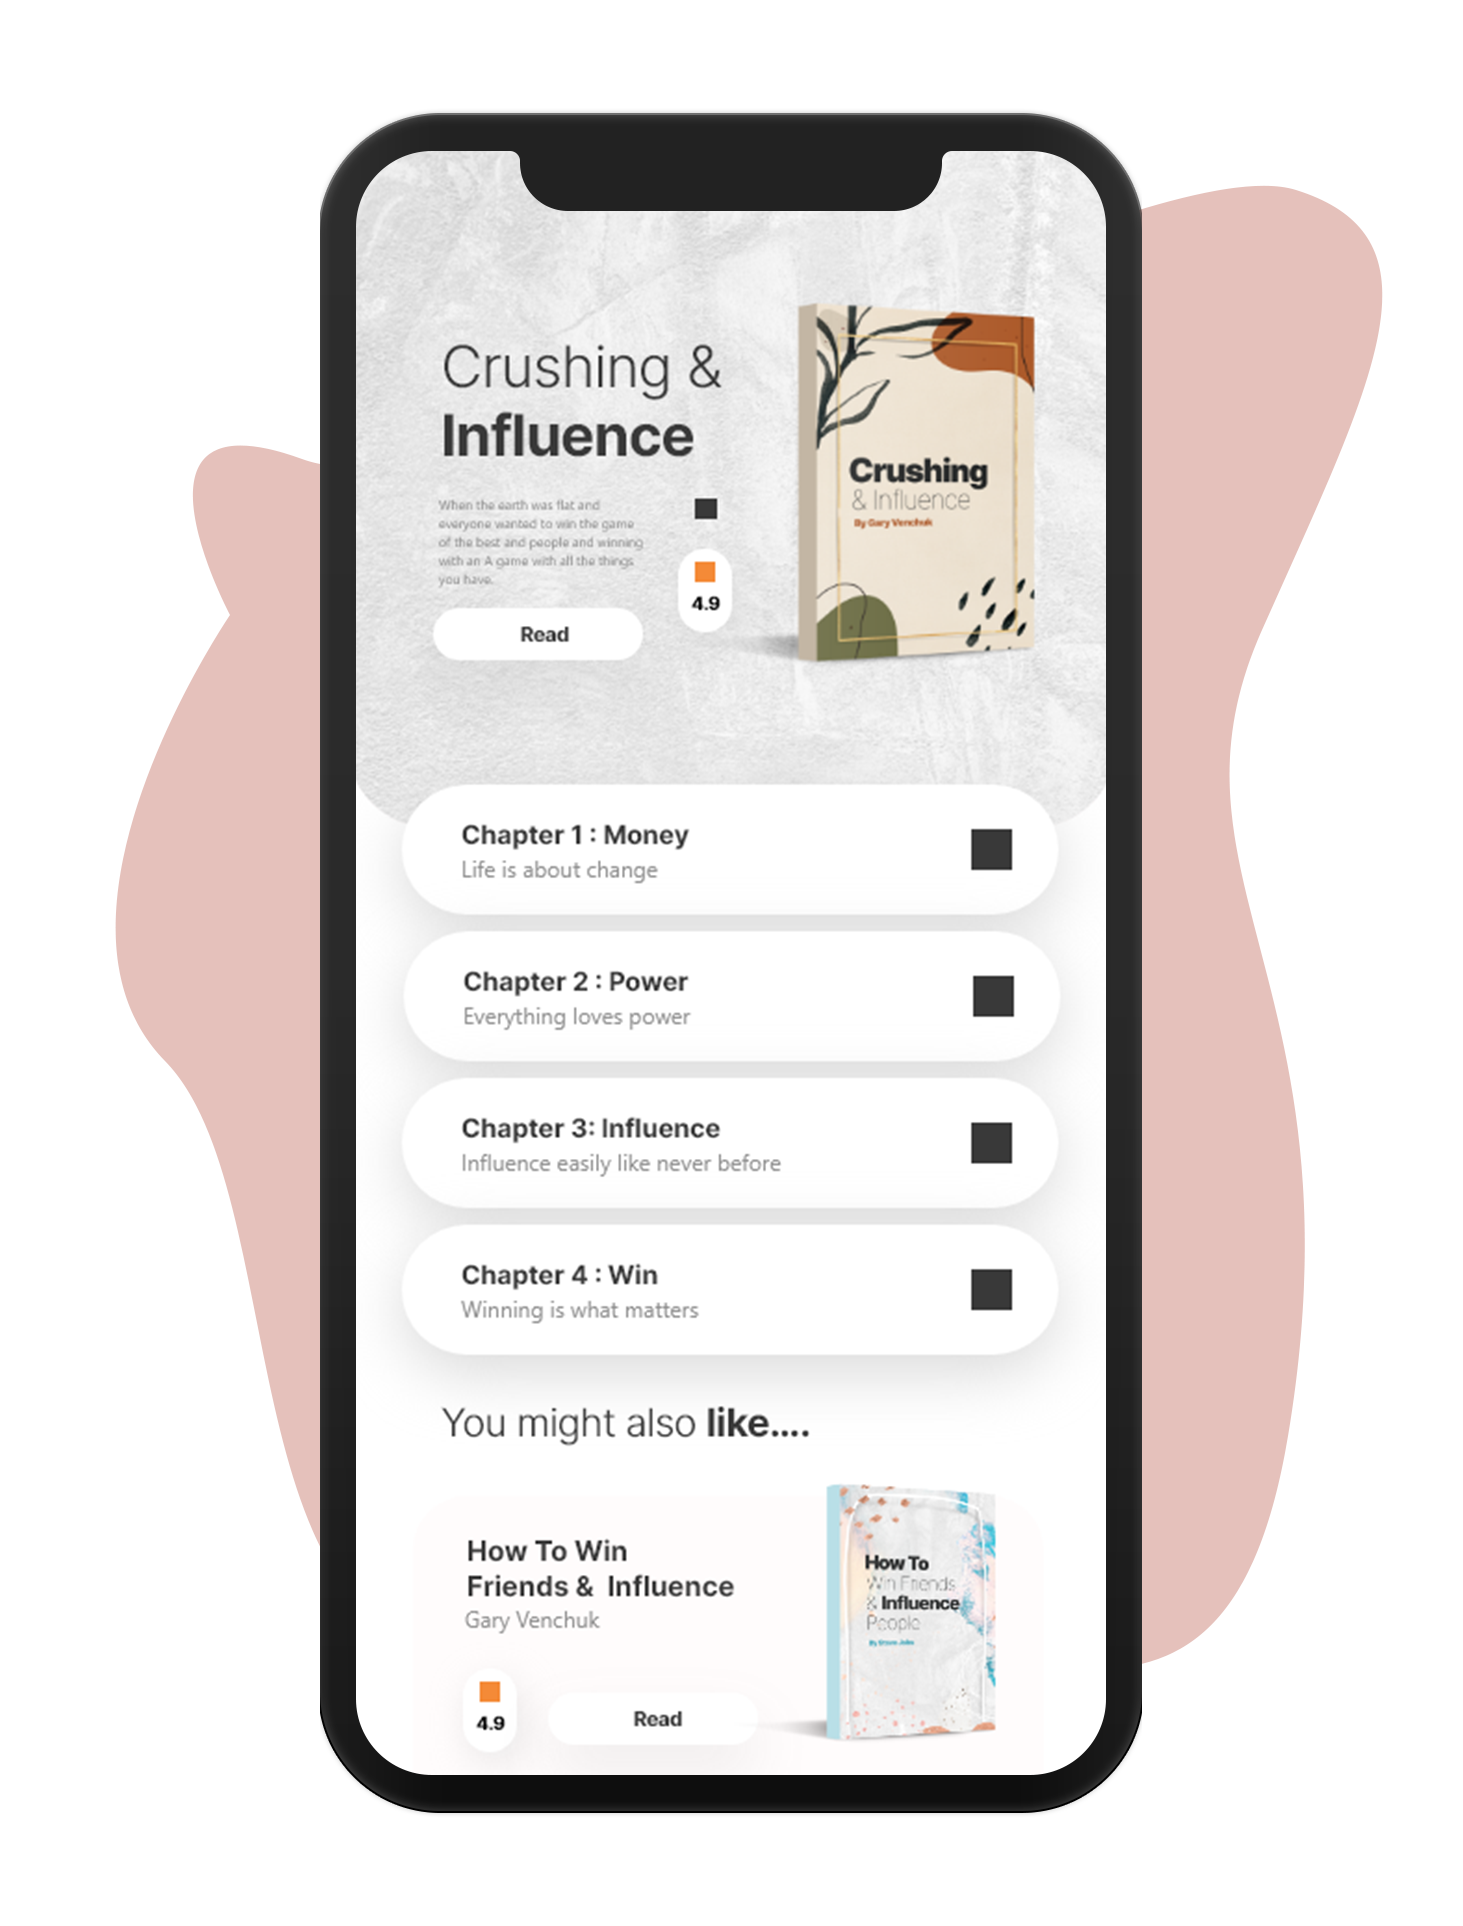 Crushing &
Influence
When the earth was flat and
everyone wanted to win the game
of the best and people and winning
with an A game with all the things
you have.
4.9
Read
Crushing
& Influence
By Gary Venchuk
Chapter 1 : Money
Life is about change
Chapter 2 : Power
Everything loves power
Chapter 3: Influence
Influence easily like never before
Chapter 4 : Win
Winning is what matters
You might also like....
How To Win
Friends &  Influence
Gary Venchuk
4.9
Read
How To
Win Friends
& Influence
People
By Steve Jobs